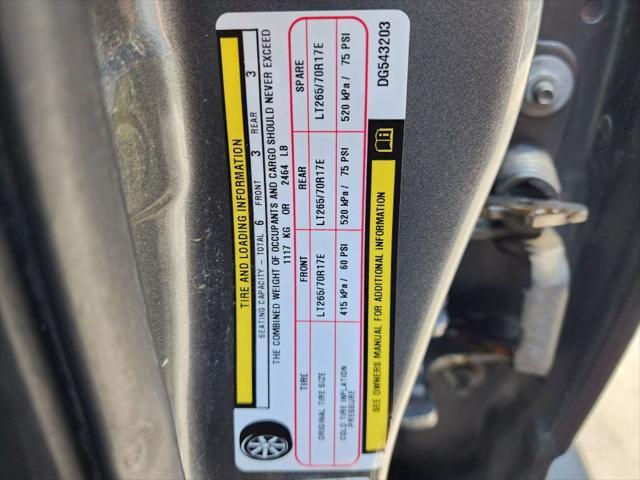 TIRE AND LOADING INFORMATION
SEATING CAPACITY - TOTAL 6 FRONT 3 REAR 3
THE COMBINED WEIGHT OF OCCUPANTS AND CARGO SHOULD NEVER EXCEED
1117 KG OR 2464 LB
TIRE FRONT REAR SPARE
ORIGINAL TIRE SIZE LT265/70R17E LT265/70R17E LT265/70R17E
COLD TIRE INFLATION PRESSURE 415 kPa / 60 PSI 520 kPa / 75 PSI 520 kPa / 75 PSI
SEE OWNERS MANUAL FOR ADDITIONAL INFORMATION
DG543203